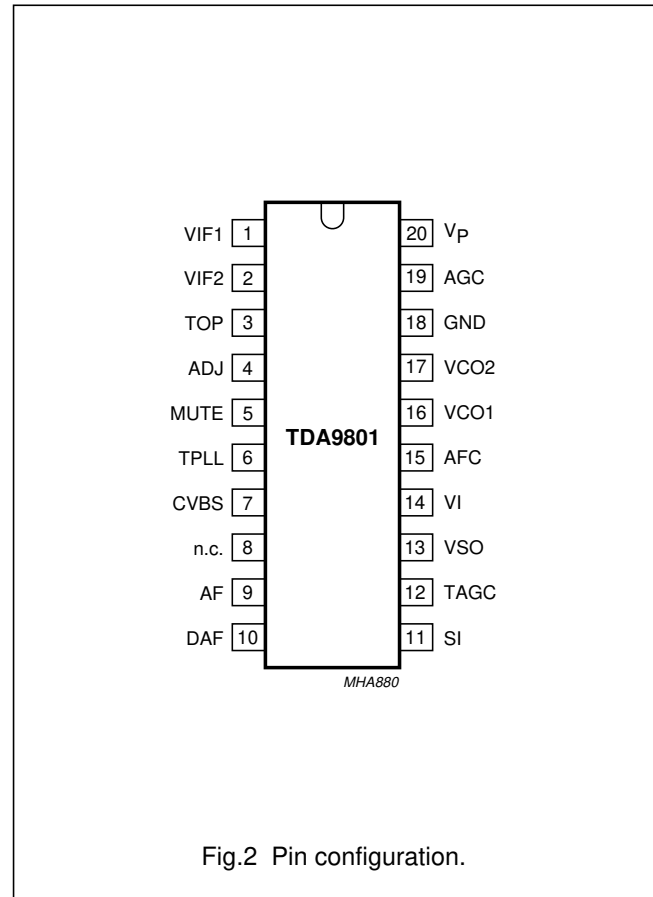 VIF1 1 20 VP
VIF2 2 19 AGC
TOP 3 18 GND
ADJ 4 17 VCO2
MUTE 5 16 VCO1
TDA9801
TPLL 6 15 AFC
CVBS 7 14 VI
n.c. 8 13 VSO
AF 9 12 TAGC
DAF 10 11 SI
MHA880
Fig.2 Pin configuration.